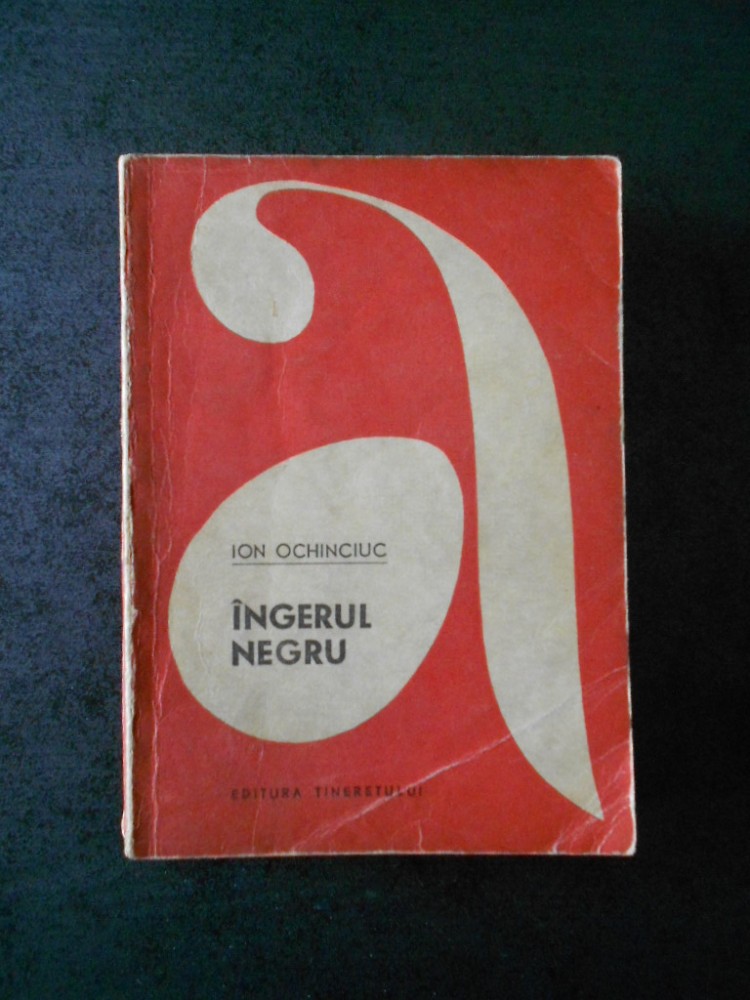 a
ION OCHINCIUC
ÎNGERUL
NEGRU
EDITURA TINERETULUI